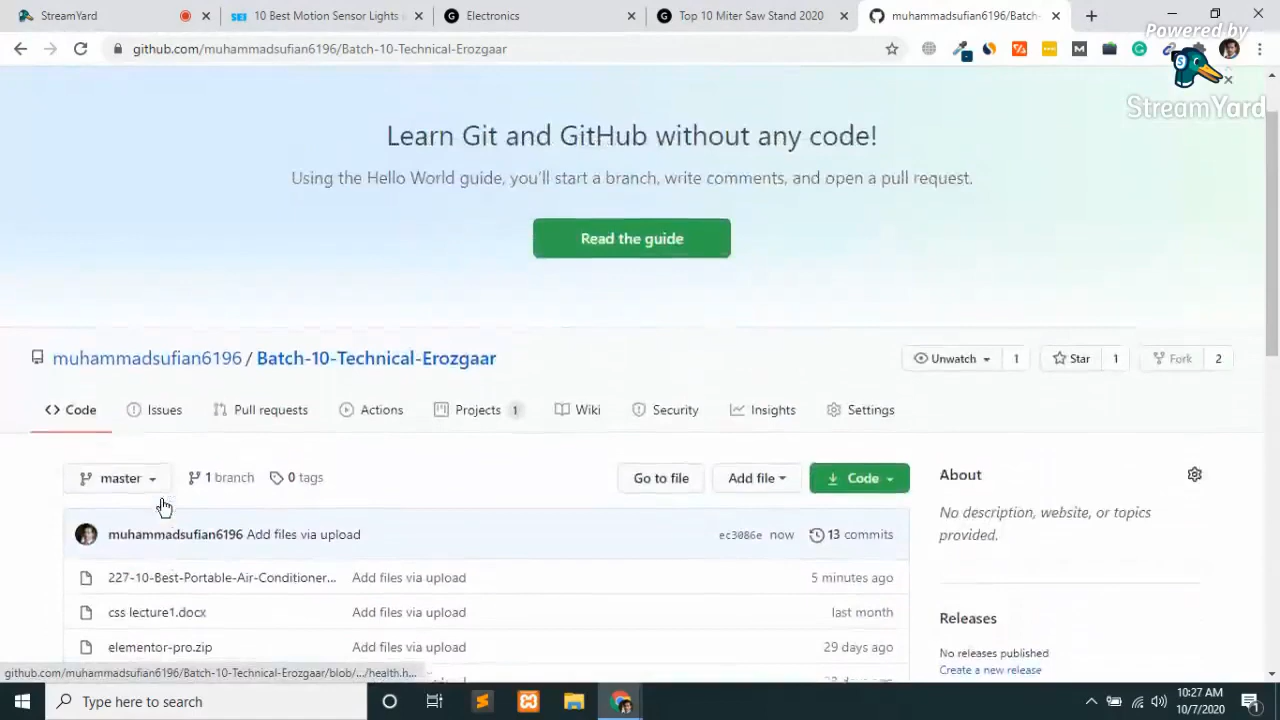 StreamYard
10 Best Motion Sensor Lights
Electronics
Top 10 Miter Saw Stand 2020
muhammadsufian6196/Batch-
github.com/muhammadsufian6196/Batch-10-Technical-Erozgaar
Powered by
StreamYard
Learn Git and GitHub without any code!
Using the Hello World guide, you'll start a branch, write comments, and open a pull request.
Read the guide
muhammadsufian6196 / Batch-10-Technical-Erozgaar
Unwatch 1 Star 1 Fork 2
Code Issues Pull requests Actions Projects 1 Wiki Security Insights Settings
master 1 branch 0 tags Go to file Add file Code
About
No description, website, or topics
provided.
muhammadsufian6196 Add files via upload ec3086e now 13 commits
227-10-Best-Portable-Air-Conditioner... Add files via upload 5 minutes ago
css lecture1.docx Add files via upload last month
elementor-pro.zip Add files via upload 29 days ago
Releases
No releases published
Create a new release
github.com/muhammadsufian6196/Batch-10-Technical-Erozgaar/blob/.../health.h...
Type here to search
10:27 AM
10/7/2020